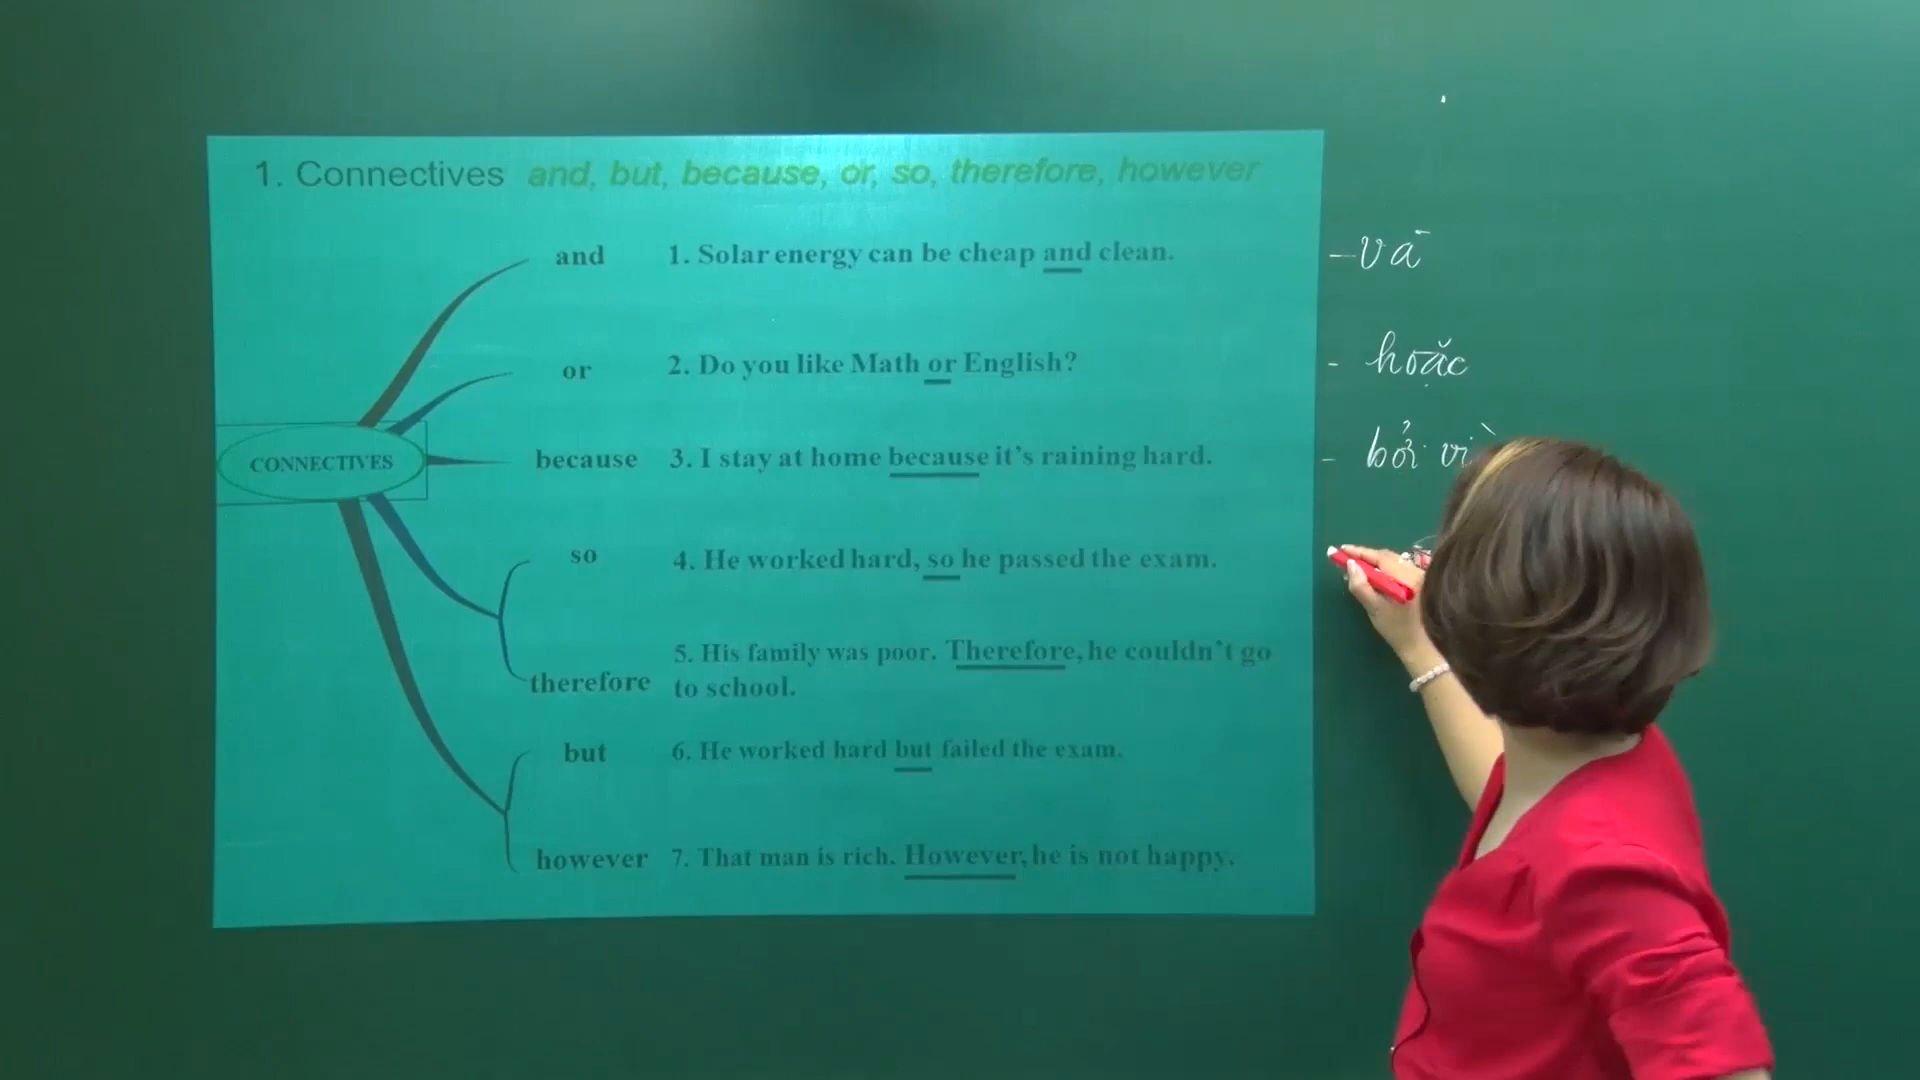 1. Connectives and, but, because, or, so, therefore, however
CONNECTIVES
and 1. Solar energy can be cheap and clean. - và
or 2. Do you like Math or English? - hoặc
because 3. I stay at home because it's raining hard. - bởi vì
so 4. He worked hard, so he passed the exam.
therefore 5. His family was poor. Therefore, he couldn't go
to school.
but 6. He worked hard but failed the exam.
however 7. That man is rich. However, he is not happy.